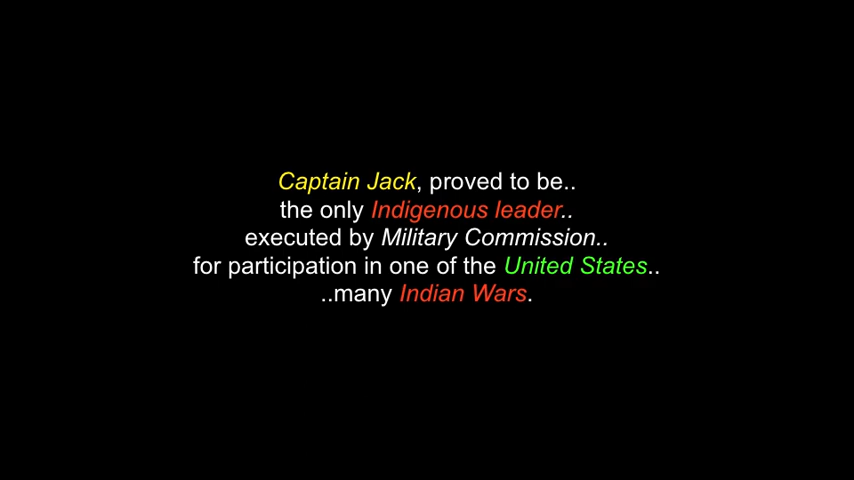 Captain Jack, proved to be..
the only Indigenous leader..
executed by Military Commission..
for participation in one of the United States..
..many Indian Wars.